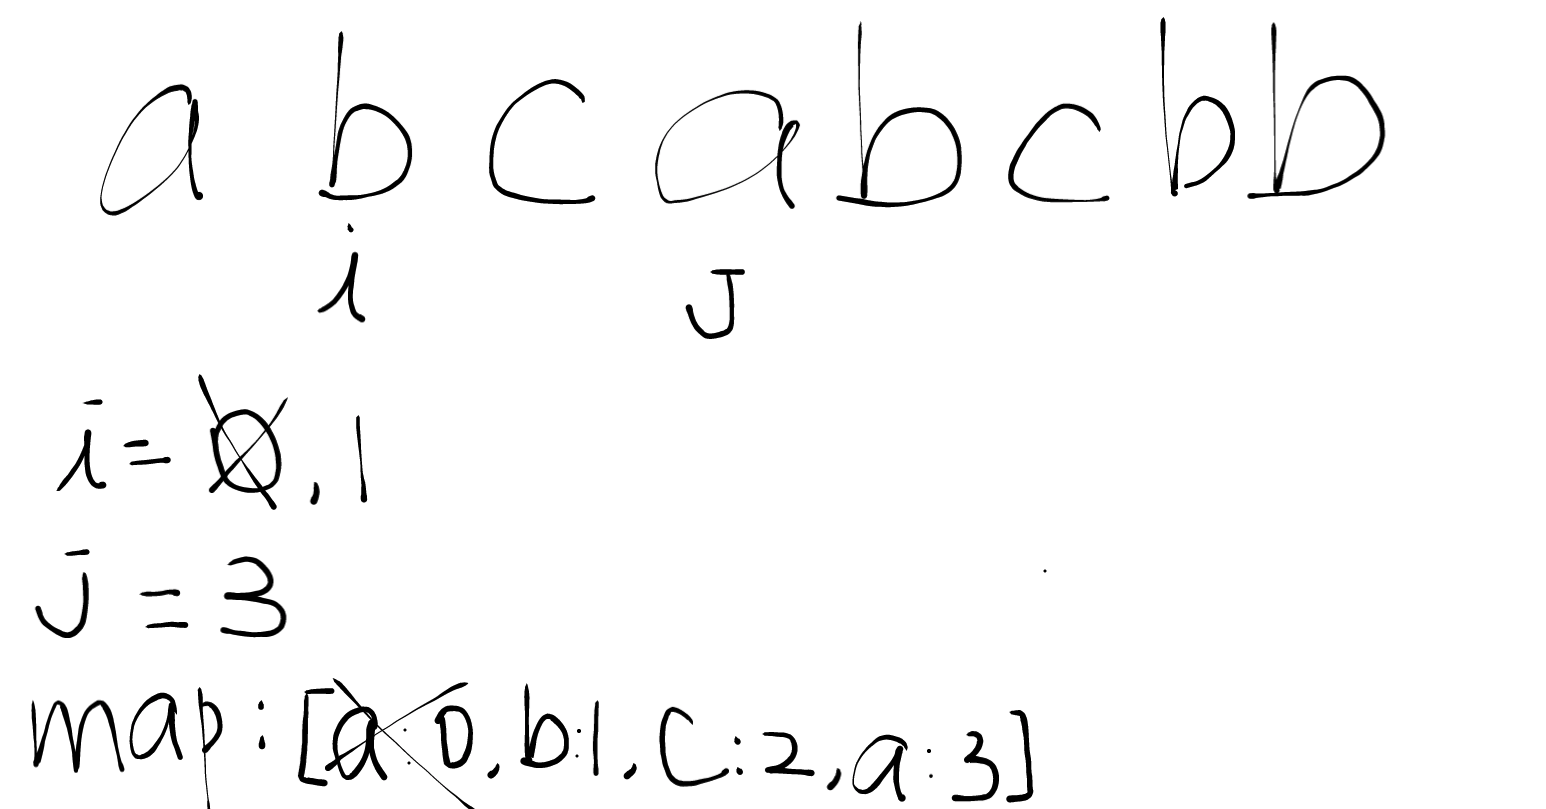 a b c a b c b b
i J
i = 0, 1
J = 3
map : [a:0, b:1, c:2, a:3]